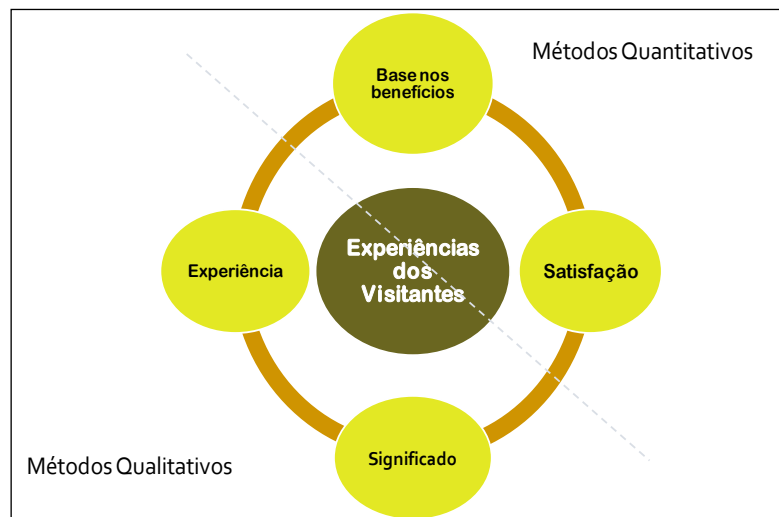 Métodos Quantitativos
Base nos
benefícios
Experiência
Experiências
dos
Visitantes
Satisfação
Significado
Métodos Qualitativos